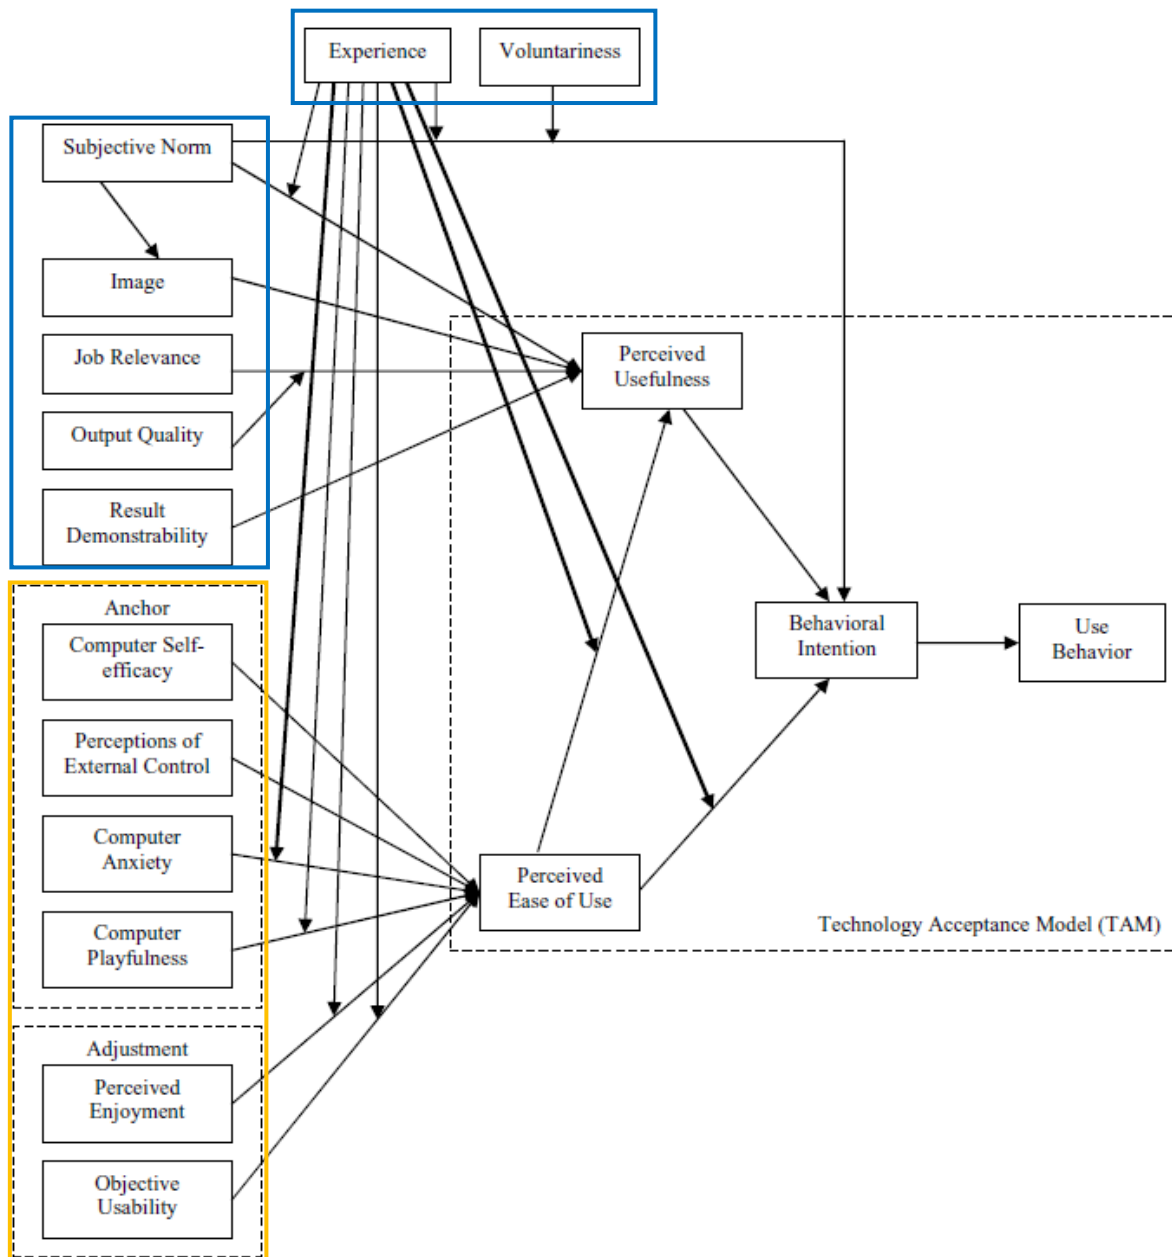 Experience
Voluntariness
Subjective Norm
Image
Job Relevance
Output Quality
Result
Demonstrability
Perceived
Usefulness
Anchor
Computer Self-
efficacy
Perceptions of
External Control
Computer
Anxiety
Computer
Playfulness
Behavioral
Intention
Use
Behavior
Perceived
Ease of Use
Technology Acceptance Model (TAM)
Adjustment
Perceived
Enjoyment
Objective
Usability